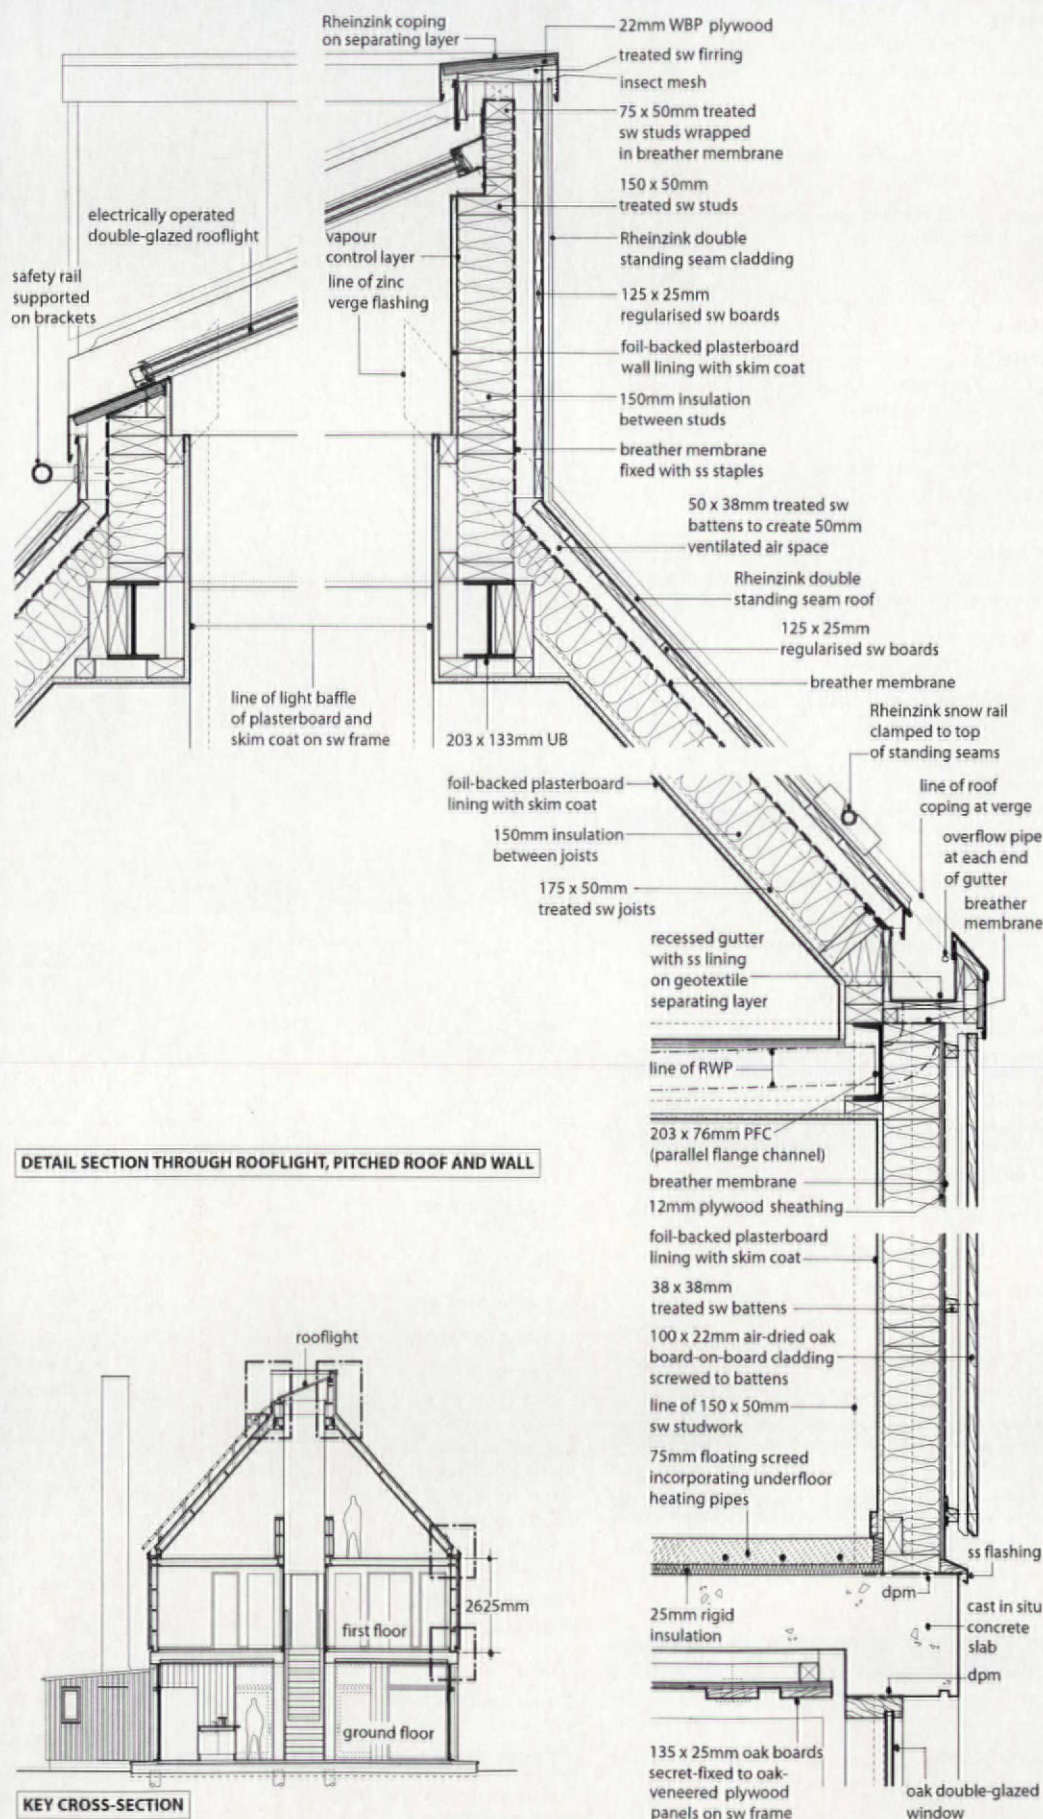 Rheinzink coping
on separating layer
22mm WBP plywood
treated sw firring
insect mesh
75 x 50mm treated
sw studs wrapped
in breather membrane
150 x 50mm
treated sw studs
electrically operated
double-glazed rooflight
vapour
control layer
Rheinzink double
standing seam cladding
safety rail
supported
on brackets
line of zinc
verge flashing
125 x 25mm
regularised sw boards
foil-backed plasterboard
wall lining with skim coat
150mm insulation
between studs
breather membrane
fixed with ss staples
50 x 38mm treated sw
battens to create 50mm
ventilated air space
Rheinzink double
standing seam roof
125 x 25mm
regularised sw boards
breather membrane
line of light baffle
of plasterboard and
skim coat on sw frame
203 x 133mm UB
Rheinzink snow rail
clamped to top
of standing seams
foil-backed plasterboard
lining with skim coat
line of roof
coping at verge
150mm insulation
between joists
overflow pipe
at each end
of gutter
175 x 50mm
treated sw joists
breather
membrane
recessed gutter
with ss lining
on geotextile
separating layer
line of RWP
203 x 76mm PFC
(parallel flange channel)
breather membrane
12mm plywood sheathing
DETAIL SECTION THROUGH ROOFLIGHT, PITCHED ROOF AND WALL
foil-backed plasterboard
lining with skim coat
38 x 38mm
treated sw battens
100 x 22mm air-dried oak
board-on-board cladding
screwed to battens
line of 150 x 50mm
sw studwork
75mm floating screed
incorporating underfloor
heating pipes
ss flashing
dpm
25mm rigid
insulation
cast in situ
concrete
slab
dpm
135 x 25mm oak boards
secret-fixed to oak-
veneered plywood
panels on sw frame
oak double-glazed
window
rooflight
2625mm
first floor
ground floor
KEY CROSS-SECTION